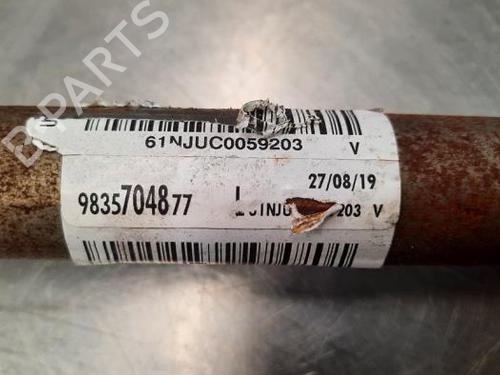 B-PARTS
61NJUC0059203 V
27/08/19
9835704877
203 V